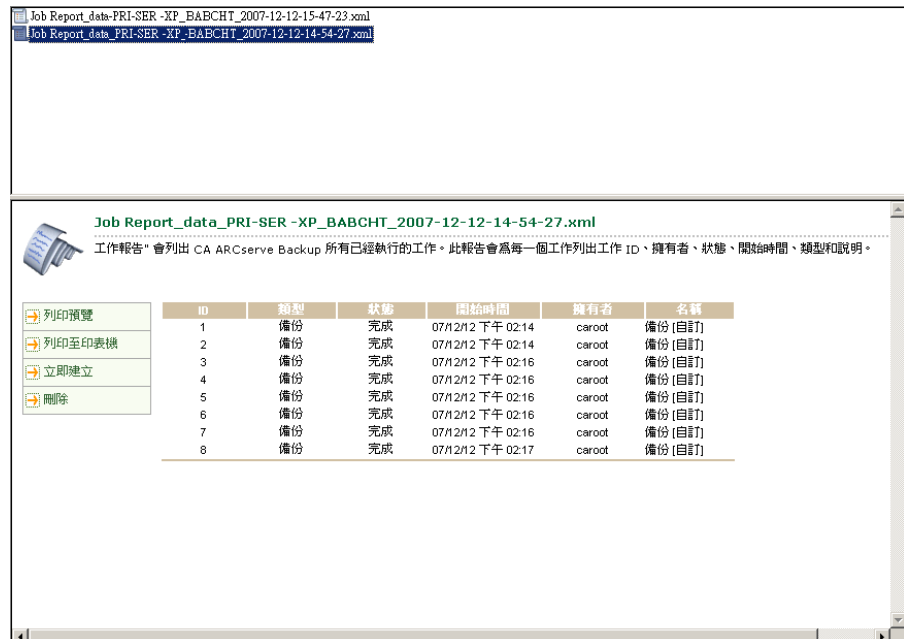 Job Report_data-PRI-SER -XP_BABCHT_2007-12-12-15-47-23.xml
Job Report_data_PRI-SER -XP_-BABCHT_2007-12-12-14-54-27.xml
Job Report_data_PRI-SER -XP_BABCHT_2007-12-12-14-54-27.xml
工作報告" 會列出 CA ARCserve Backup 所有已經執行的工作。此報告會為每一個工作列出工作 ID、擁有者、狀態、開始時間、類型和說明。
列印預覽
列印至印表機
立即建立
刪除
ID 類型 狀態 開始時間 擁有者 名稱
1 備份 完成 07/12/12 下午 02:14 caroot 備份 [自訂]
2 備份 完成 07/12/12 下午 02:14 caroot 備份 [自訂]
3 備份 完成 07/12/12 下午 02:16 caroot 備份 [自訂]
4 備份 完成 07/12/12 下午 02:16 caroot 備份 [自訂]
5 備份 完成 07/12/12 下午 02:16 caroot 備份 [自訂]
6 備份 完成 07/12/12 下午 02:16 caroot 備份 [自訂]
7 備份 完成 07/12/12 下午 02:16 caroot 備份 [自訂]
8 備份 完成 07/12/12 下午 02:17 caroot 備份 [自訂]